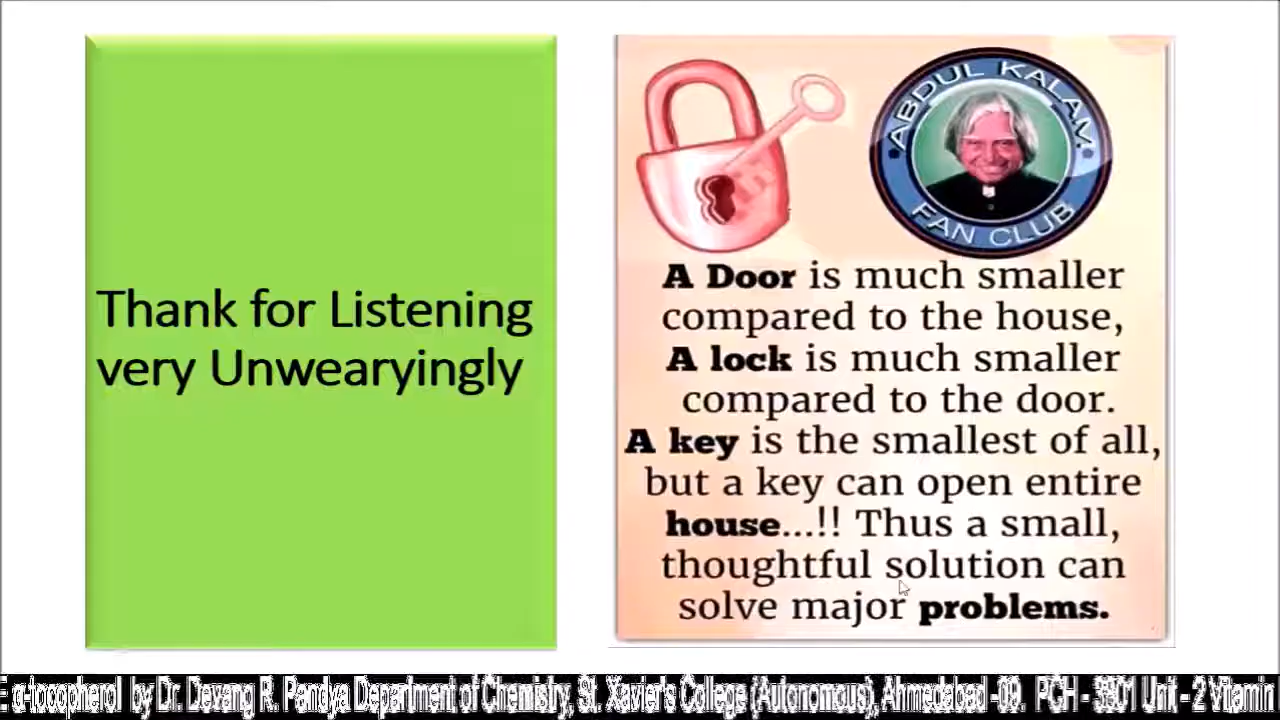 Thank for Listening
very Unwearyingly
ABDUL KALAM
FAN CLUB
A Door is much smaller
compared to the house,
A lock is much smaller
compared to the door.
A key is the smallest of all,
but a key can open entire
house...!! Thus a small,
thoughtful solution can
solve major problems.
: α-tocopherol by Dr. Devang R. Pandya Department of Chemistry, St. Xavier's College (Autonomous), Ahmedabad -09. PCH - 3801 Unit - 2 Vitamin